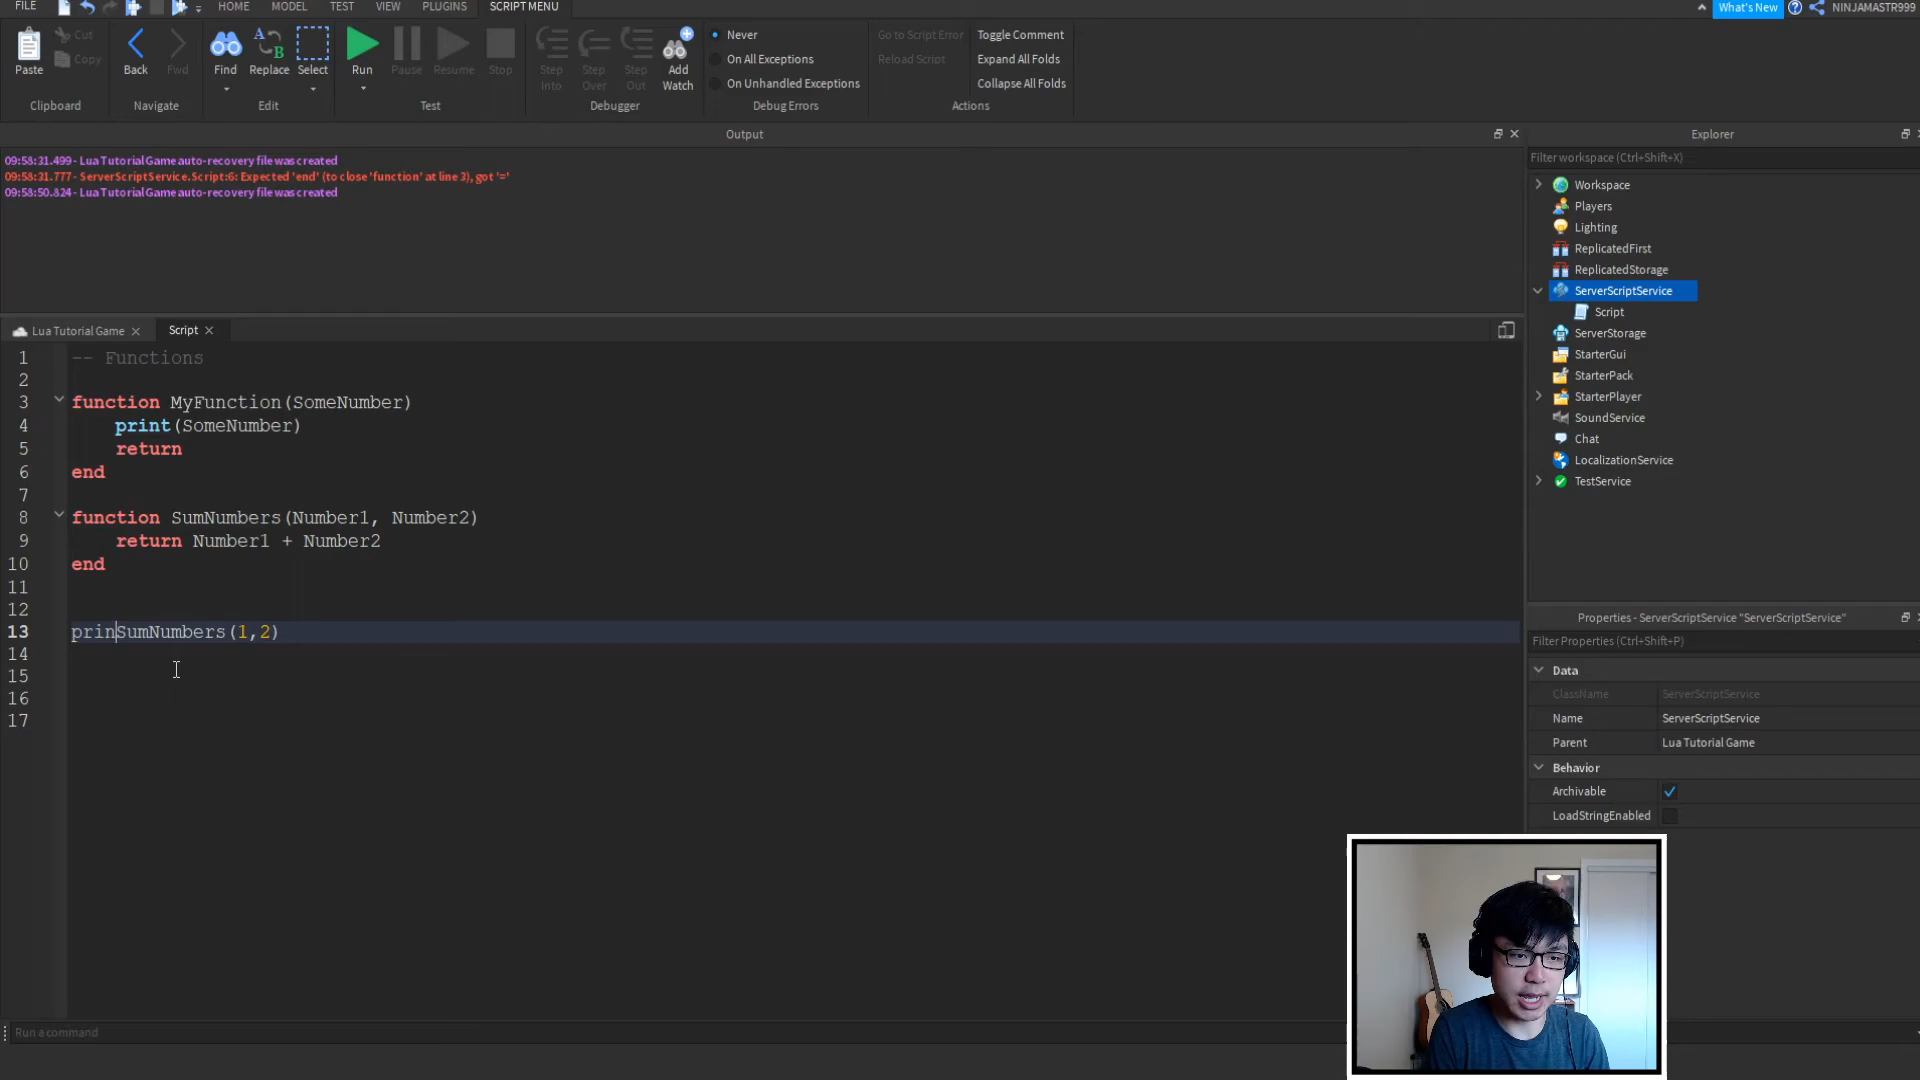 FILE HOME MODEL TEST VIEW PLUGINS SCRIPT MENU What's New NINJAMASTR999
Cut
Copy
Paste
Clipboard
Back Fwd
Navigate
Find Replace Select
Edit
Run Pause Resume Stop
Test
Step Into
Step Over
Step Out
Add Watch
Debugger
Never
On All Exceptions
On Unhandled Exceptions
Debug Errors
Go to Script Error
Reload Script
Toggle Comment
Expand All Folds
Collapse All Folds
Actions
Output
09:58:31.499 - Lua Tutorial Game auto-recovery file was created
09:58:31.777 - ServerScriptService.Script:6: Expected 'end' (to close 'function' at line 3), got '='
09:58:50.824 - Lua Tutorial Game auto-recovery file was created
Lua Tutorial Game Script
1 -- Functions
2
3 function MyFunction(SomeNumber)
4 print(SomeNumber)
5 return
6 end
7
8 function SumNumbers(Number1, Number2)
9 return Number1 + Number2
10 end
11
12
13 prinSumNumbers(1,2)
14
15
16
17
Run a command
Explorer
Filter workspace (Ctrl+Shift+X)
Workspace
Players
Lighting
ReplicatedFirst
ReplicatedStorage
ServerScriptService
Script
ServerStorage
StarterGui
StarterPack
StarterPlayer
SoundService
Chat
LocalizationService
TestService
Properties - ServerScriptService "ServerScriptService"
Filter Properties (Ctrl+Shift+P)
Data
ClassName ServerScriptService
Name ServerScriptService
Parent Lua Tutorial Game
Behavior
Archivable
LoadStringEnabled